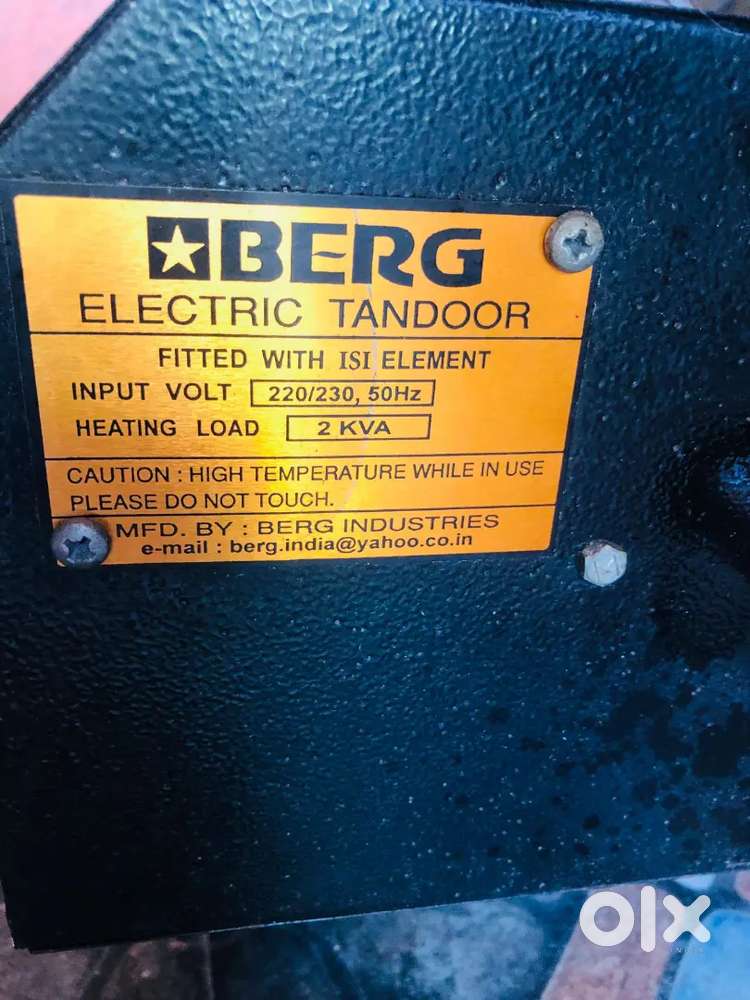 BERG
ELECTRIC TANDOOR
FITTED WITH ISI ELEMENT
INPUT VOLT 220/230, 50Hz
HEATING LOAD 2 KVA
CAUTION : HIGH TEMPERATURE WHILE IN USE
PLEASE DO NOT TOUCH.
MFD. BY : BERG INDUSTRIES
e-mail : berg.india@yahoo.co.in
olx